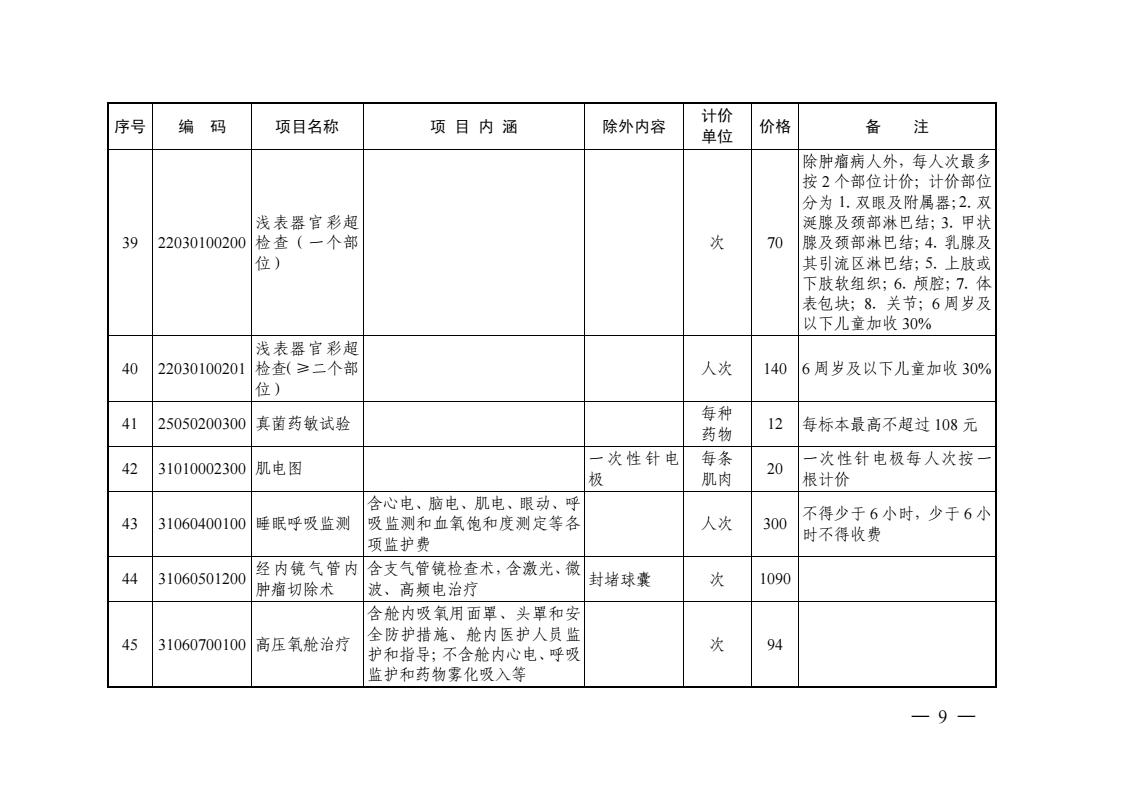 序号 编 码 项目名称 项 目 内 涵 除外内容 计价 单位 价格 备 注
39 22030100200
浅表器官彩超
检查（一个部
位）
次 70
除肿瘤病人外，每人次最多
按 2 个部位计价；计价部位
分为 1. 双眼及附属器；2. 双
涎腺及颈部淋巴结；3. 甲状
腺及颈部淋巴结；4. 乳腺及
其引流区淋巴结；5. 上肢或
下肢软组织；6. 颅腔；7. 体
表包块；8. 关节；6 周岁及
以下儿童加收 30%
40 22030100201
浅表器官彩超
检查（≥二个部
位）
人次 140 6 周岁及以下儿童加收 30%
41 25050200300 真菌药敏试验
每种
药物
12 每标本最高不超过 108 元
42 31010002300 肌电图
一次性针电
极
每条
肌肉
20
一次性针电极每人次按一
根计价
43 31060400100 睡眠呼吸监测
含心电、脑电、肌电、眼动、呼
吸监测和血氧饱和度测定等各
项监护费
人次 300
不得少于 6 小时，少于 6 小
时不得收费
44 31060501200
经内镜气管内
肿瘤切除术
含支气管镜检查术，含激光、微
波、高频电治疗
封堵球囊 次 1090
45 31060700100 高压氧舱治疗
含舱内吸氧用面罩、头罩和安
全防护措施、舱内医护人员监
护和指导；不含舱内心电、呼吸
监护和药物雾化吸入等
次 94
— 9 —